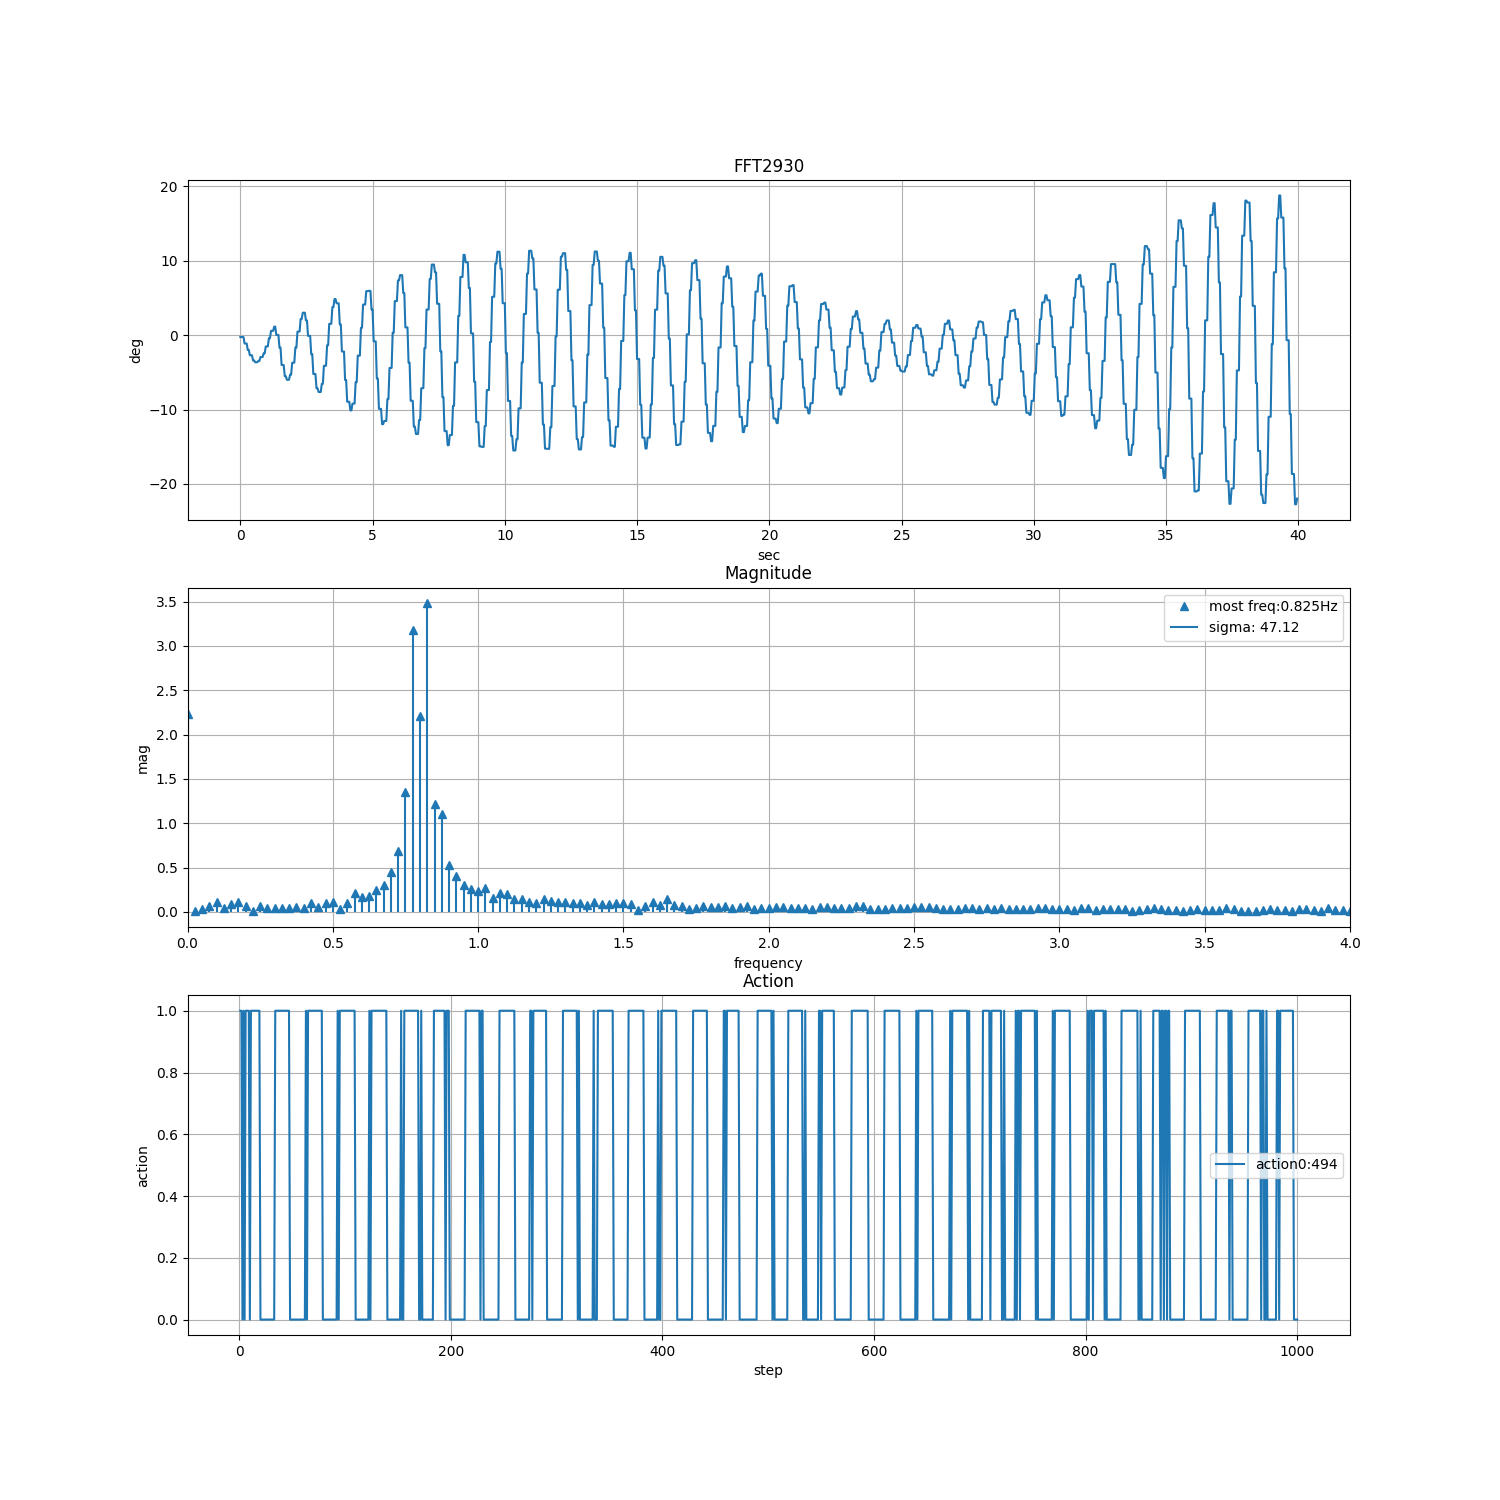 FFT2930
20
10
0
−10
−20
deg
0 5 10 15 20 25 30 35 40
sec
Magnitude
3.5
3.0
2.5
2.0
1.5
1.0
0.5
0.0
mag
most freq:0.825Hz
sigma: 47.12
0.0 0.5 1.0 1.5 2.0 2.5 3.0 3.5 4.0
frequency
Action
1.0
0.8
0.6
0.4
0.2
0.0
action
action0:494
0 200 400 600 800 1000
step